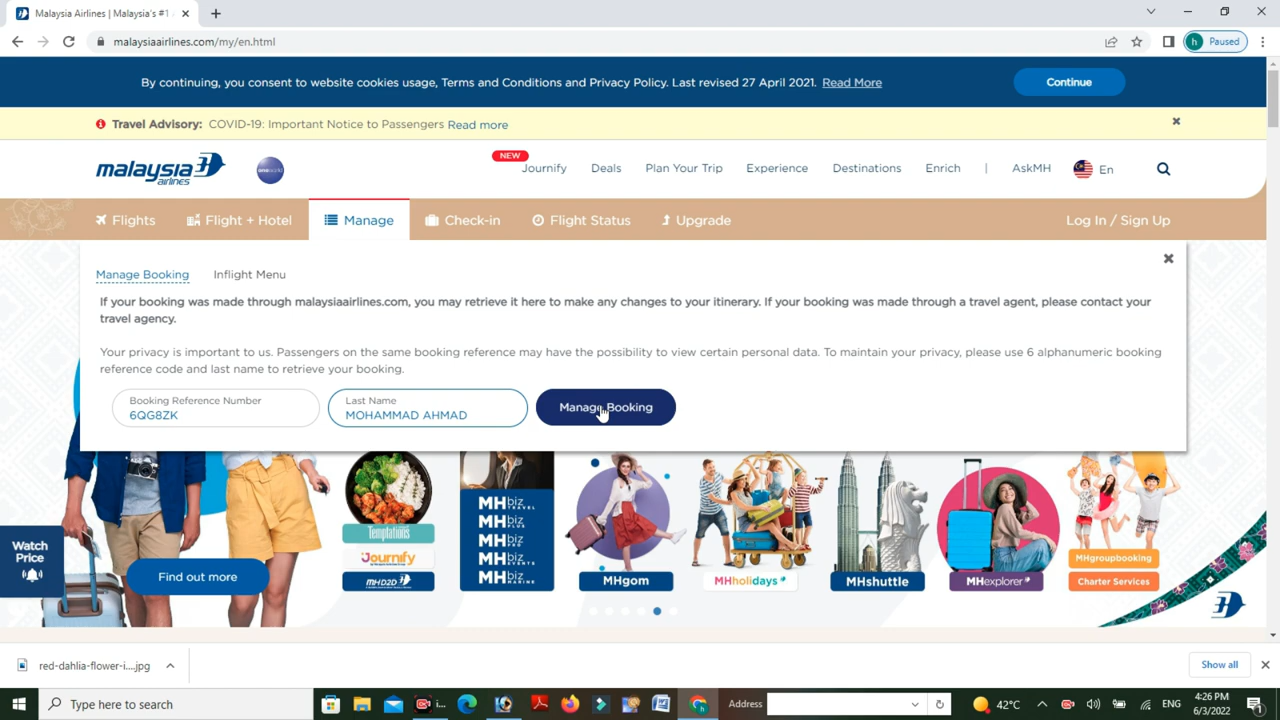 Malaysia Airlines | Malaysia's #1
malaysiaairlines.com/my/en.html
h Paused
By continuing, you consent to website cookies usage, Terms and Conditions and Privacy Policy. Last revised 27 April 2021. Read More
Continue
Travel Advisory: COVID-19: Important Notice to Passengers Read more
malaysia airlines
oneworld
NEW
Journify Deals Plan Your Trip Experience Destinations Enrich | AskMH En
Flights Flight + Hotel Manage Check-in Flight Status Upgrade Log In / Sign Up
Manage Booking Inflight Menu
If your booking was made through malaysiaairlines.com, you may retrieve it here to make any changes to your itinerary. If your booking was made through a travel agent, please contact your
travel agency.
Your privacy is important to us. Passengers on the same booking reference may have the possibility to view certain personal data. To maintain your privacy, please use 6 alphanumeric booking
reference code and last name to retrieve your booking.
Booking Reference Number
6QG8ZK
Last Name
MOHAMMAD AHMAD
Manage Booking
Watch
Price
Find out more
Temptations
Journify
MHD2D
MHbiz TRAVEL
MHbiz PLUS
MHbiz PRO
MHbiz EVENTS
MHbiz MARINE
MHgom
MHholidays
MHshuttle
MHexplorer
MHgroupbooking
Charter Services
red-dahlia-flower-i....jpg
Show all
Type here to search
i...
Address
42°C
ENG
4:26 PM
6/3/2022